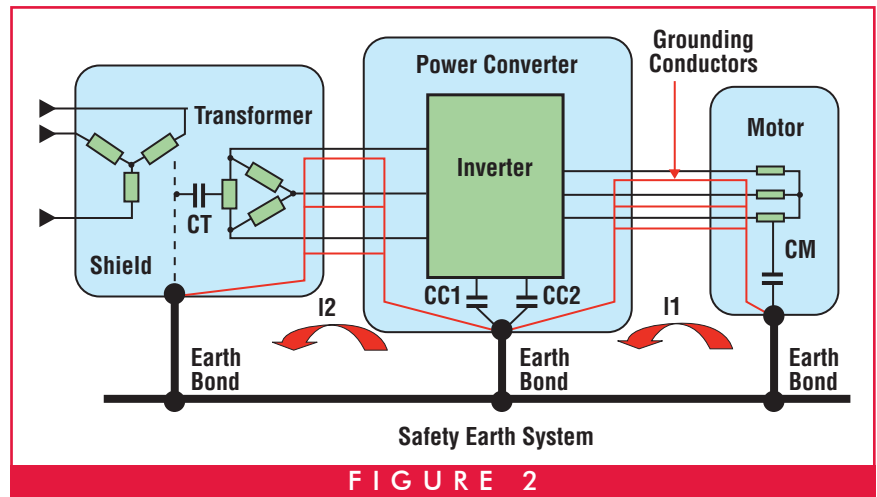 Grounding
Conductors
Power Converter
Transformer
Motor
Inverter
CT
Shield
CM
CC1
CC2
I2
I1
Earth
Bond
Earth
Bond
Earth
Bond
Safety Earth System
FIGURE 2